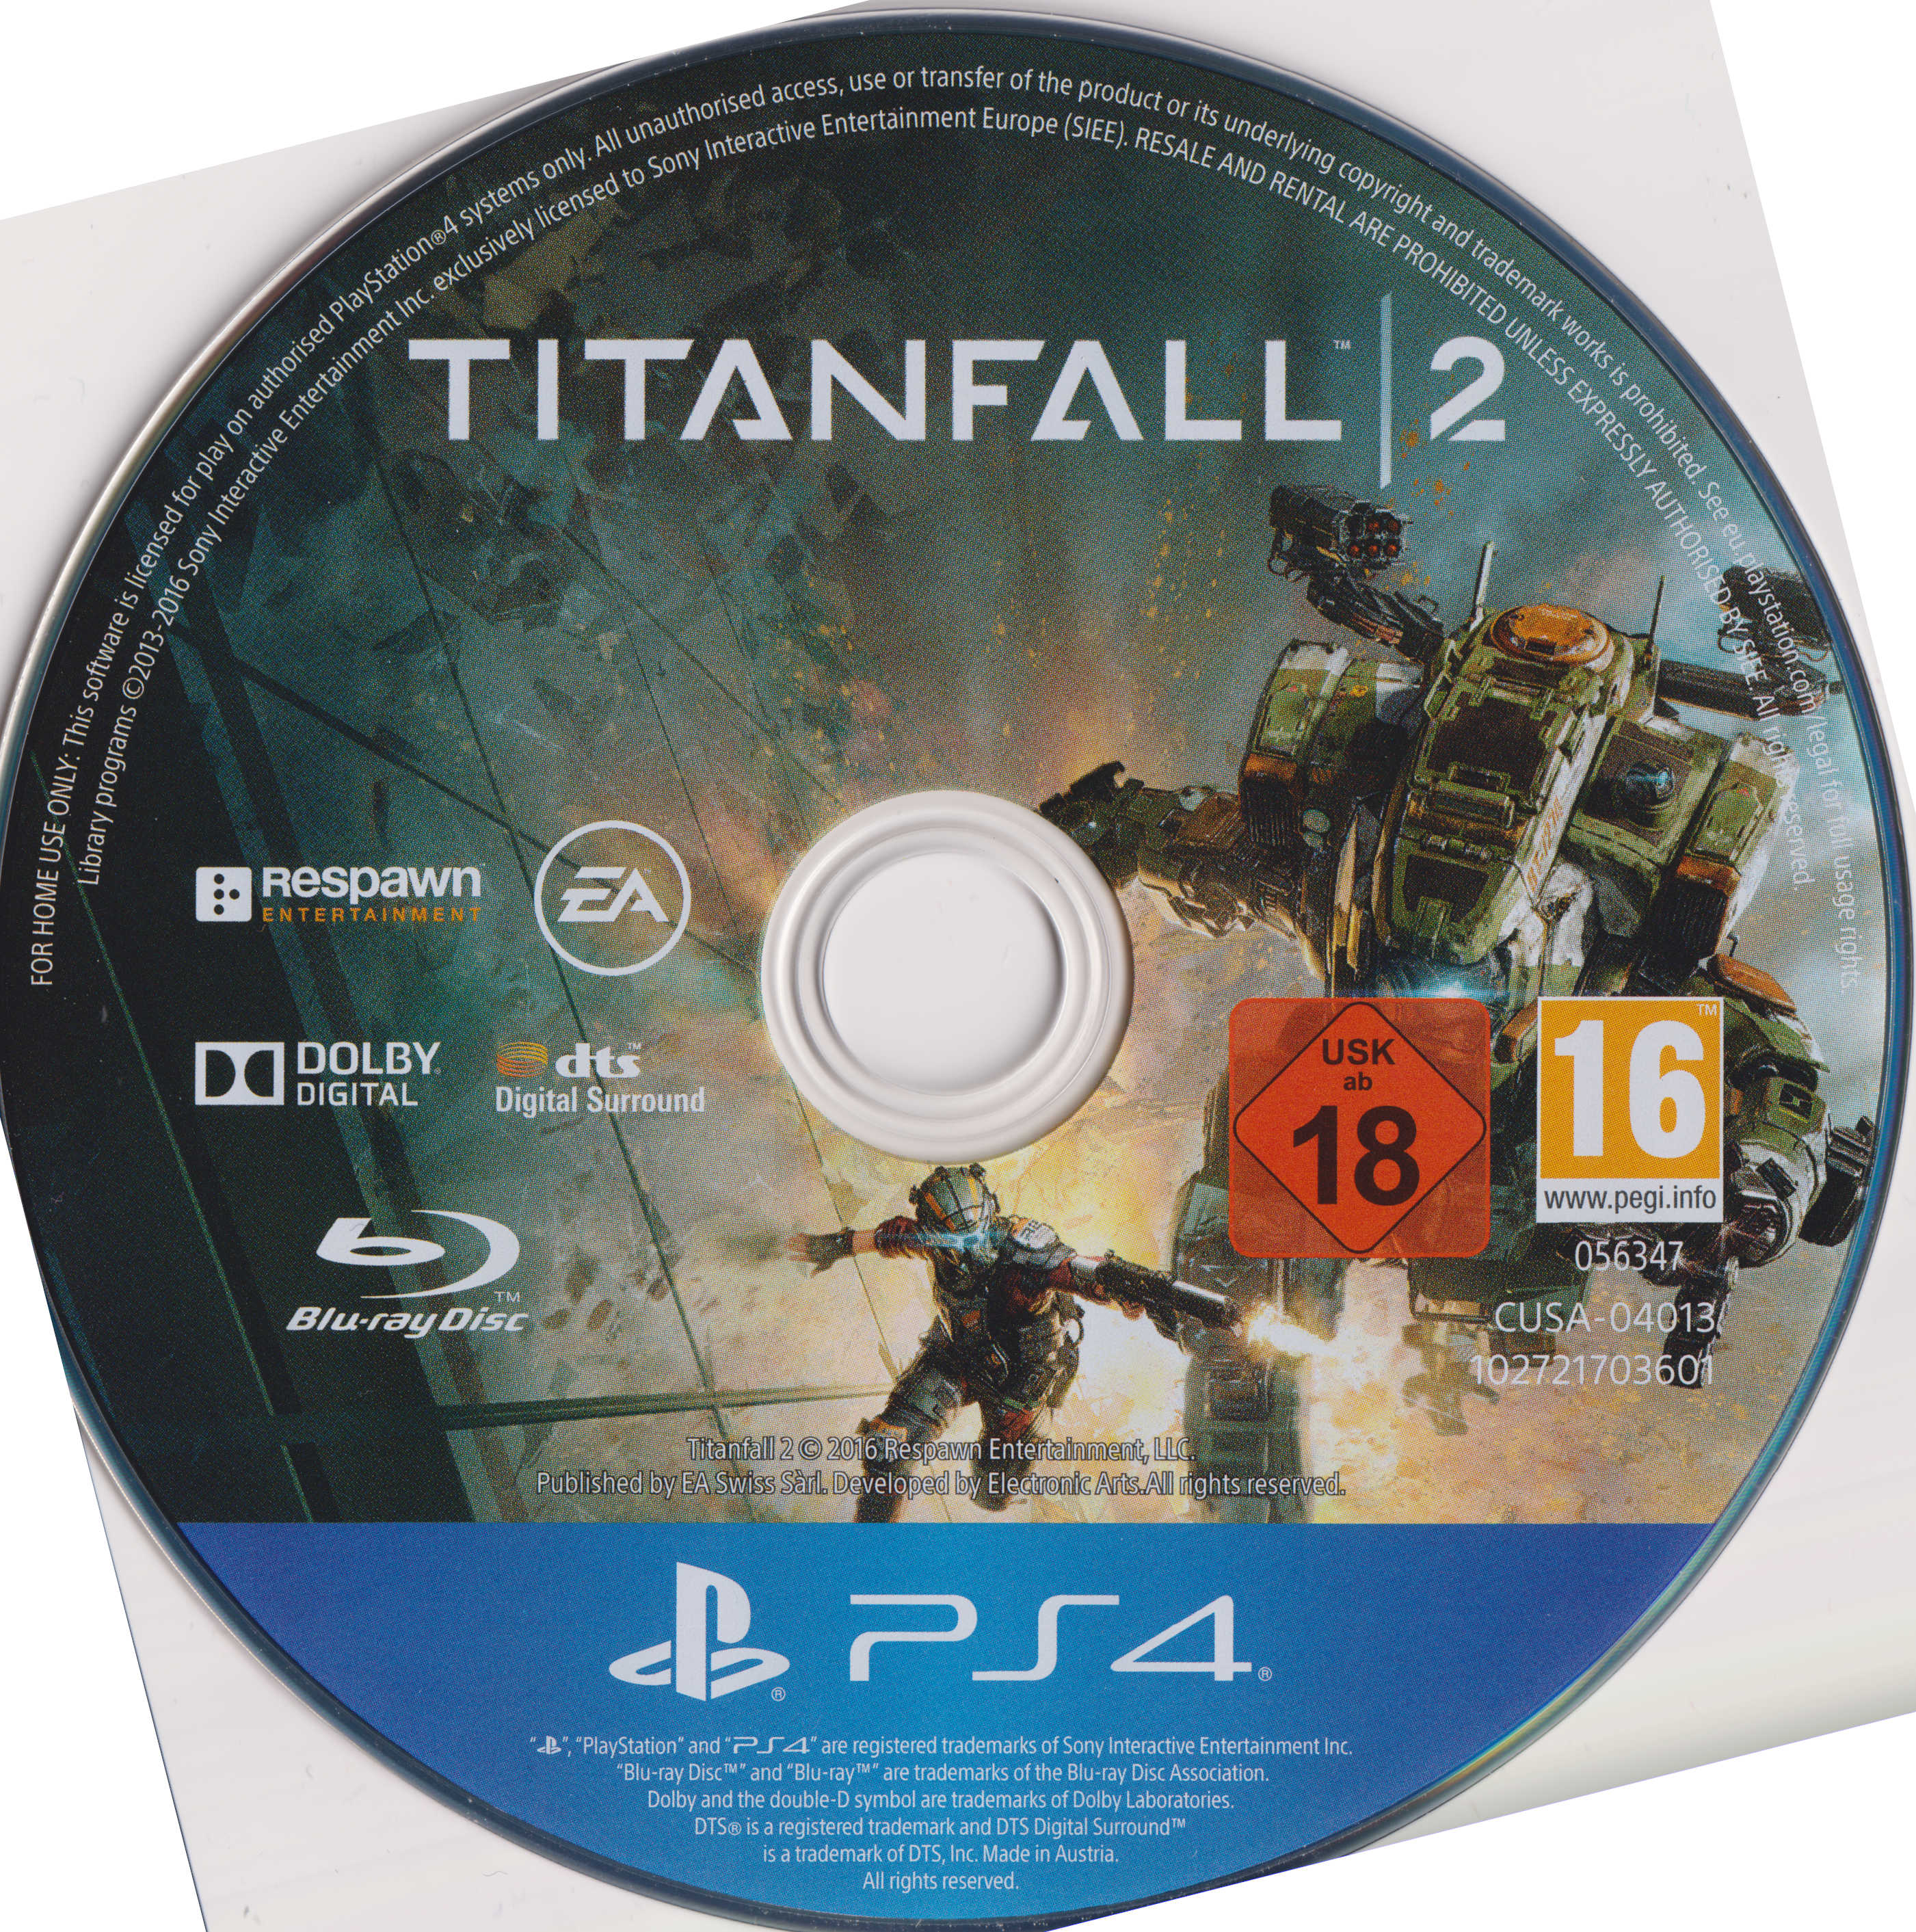 FOR HOME USE ONLY: This software is licensed for play on authorised PlayStation®4 systems only. All unauthorised access, use or transfer of the product or its underlying copyright and trademark works is prohibited. See eu.playstation.com/legal for full usage rights.
Library programs ©2013-2016 Sony Interactive Entertainment Inc. exclusively licensed to Sony Interactive Entertainment Europe (SIEE). RESALE AND RENTAL ARE PROHIBITED UNLESS EXPRESSLY AUTHORISED BY SIEE. All rights reserved.
TITANFALL™ | 2
Respawn™
ENTERTAINMENT
EA™
DOLBY®
DIGITAL
dts™
Digital Surround
USK
ab
18
16™
www.pegi.info
056347
CUSA-04013
102721703601
Blu-ray Disc™
Titanfall 2 © 2016 Respawn Entertainment, LLC.
Published by EA Swiss Sàrl. Developed by Electronic Arts.All rights reserved.
PS4®
“ ”, “PlayStation” and “PS4” are registered trademarks of Sony Interactive Entertainment Inc.
“Blu-ray Disc™” and “Blu-ray™” are trademarks of the Blu-ray Disc Association.
Dolby and the double-D symbol are trademarks of Dolby Laboratories.
DTS® is a registered trademark and DTS Digital Surround™
is a trademark of DTS, Inc. Made in Austria.
All rights reserved.